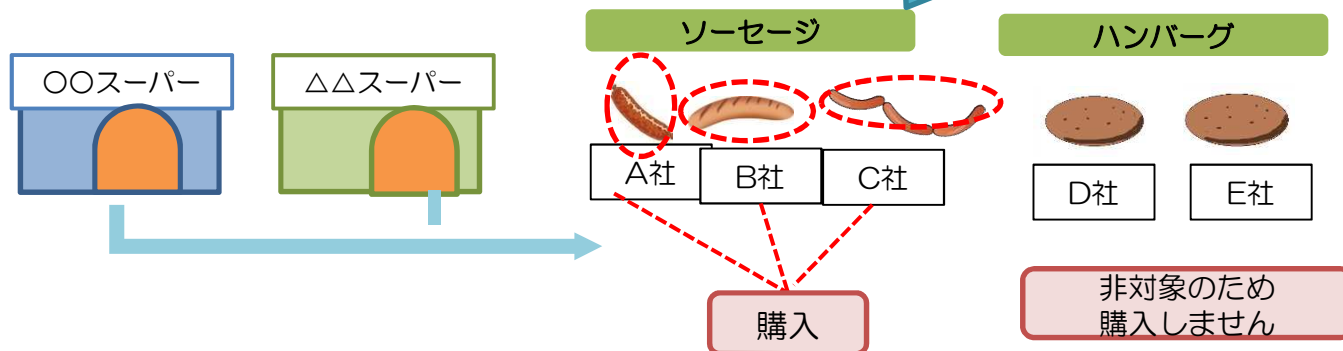 ソーセージ
ハンバーグ
〇〇スーパー
△△スーパー
A社
B社
C社
D社
E社
購入
非対象のため
購入しません